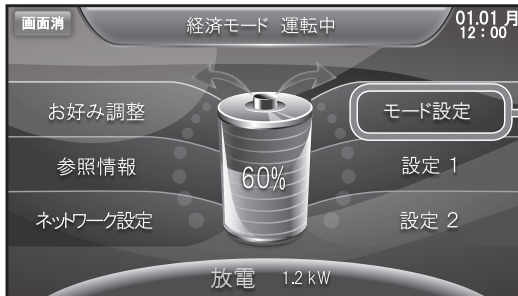 画面消
経済モード 運転中
01.01 月
12:00
お好み調整
モード設定
参照情報
60%
設定 1
ネットワーク設定
設定 2
放電 1.2 kW